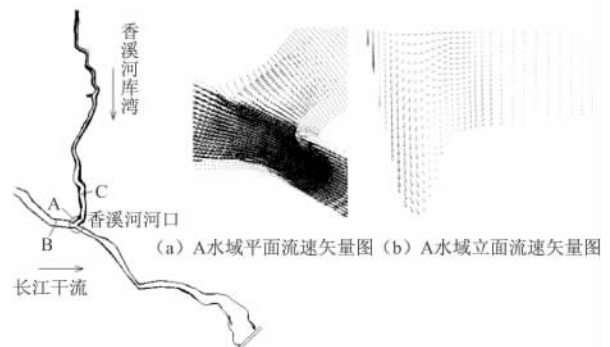 香溪河库湾
A
C
香溪河河口
B
长江干流
(a) A水域平面流速矢量图
(b) A水域立面流速矢量图